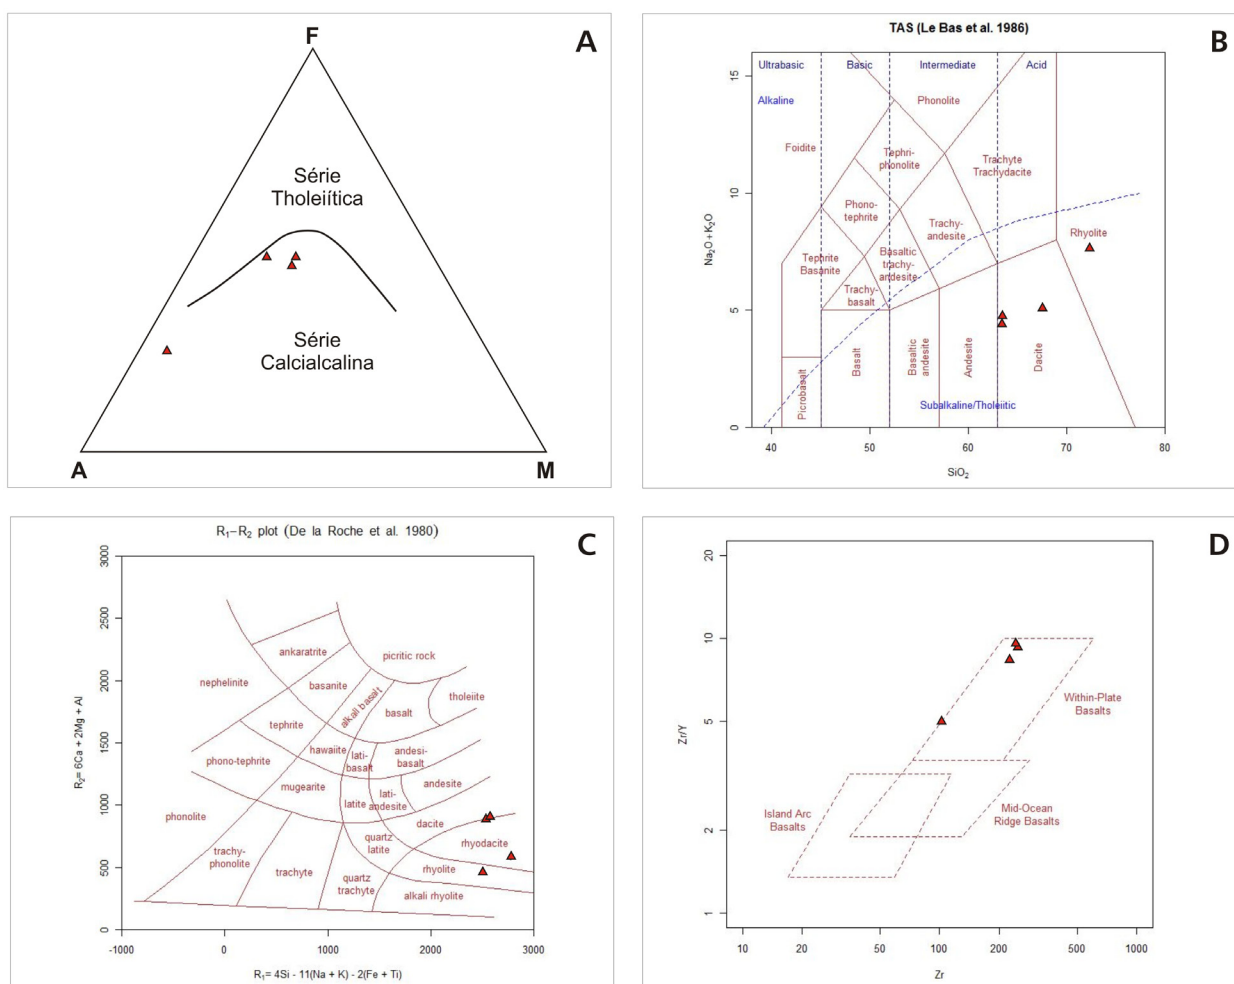 A
F
Série
Tholeiítica
Série
Calcialcalina
A
M
B
TAS (Le Bas et al. 1986)
Ultrabasic
Basic
Intermediate
Acid
Alkaline
Phonolite
Foidite
Tephri-
phonolite
Trachyte
Trachydacite
Phono-
tephrite
Trachy-
andesite
Rhyolite
Tephrite
Basanite
Basaltic
trachy-
andesite
Trachy-
basalt
Picrobasalt
Basalt
Basaltic
andesite
Andesite
Dacite
Subalkaline/Tholeiitic
Na₂O + K₂O
15
10
5
0
40
50
60
70
80
SiO₂
C
R₁–R₂ plot (De la Roche et al. 1980)
R₂= 6Ca + 2Mg + Al
3000
2500
2000
1500
1000
500
0
ankaratrite
picritic rock
nephelinite
basanite
alkali basalt
basalt
tholeiite
tephrite
hawaiite
lati-
basalt
andesi-
basalt
phono-tephrite
mugearite
latite
lati-
andesite
andesite
phonolite
dacite
quartz
latite
rhyodacite
trachy-
phonolite
trachyte
quartz
trachyte
rhyolite
alkali rhyolite
-1000
0
1000
2000
3000
R₁= 4Si - 11(Na + K) - 2(Fe + Ti)
D
Zr/Y
20
10
5
2
1
Within-Plate
Basalts
Island Arc
Basalts
Mid-Ocean
Ridge Basalts
10
20
50
100
200
500
1000
Zr